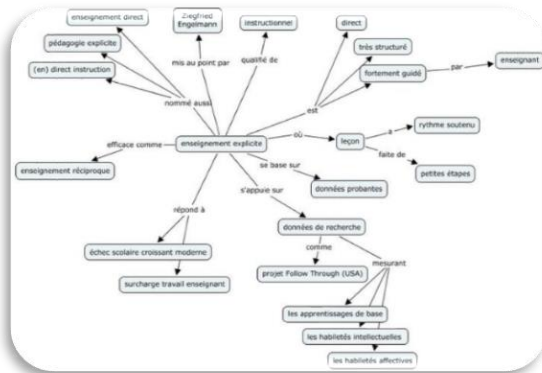 enseignement direct
Ziegfried
Engelmann
instructionnel
direct
pédagogie explicite
très structuré
(en) direct instruction
mis au point par
qualifié de
fortement guidé
par
enseignant
nommé aussi
est
enseignement explicite
où
leçon
a
rythme soutenu
efficace comme
faite de
petites étapes
enseignement réciproque
se base sur
données probantes
s'appuie sur
répond à
données de recherche
comme
échec scolaire croissant moderne
projet Follow Through (USA)
mesurant
surcharge travail enseignant
les apprentissages de base
les habiletés intellectuelles
les habiletés affectives